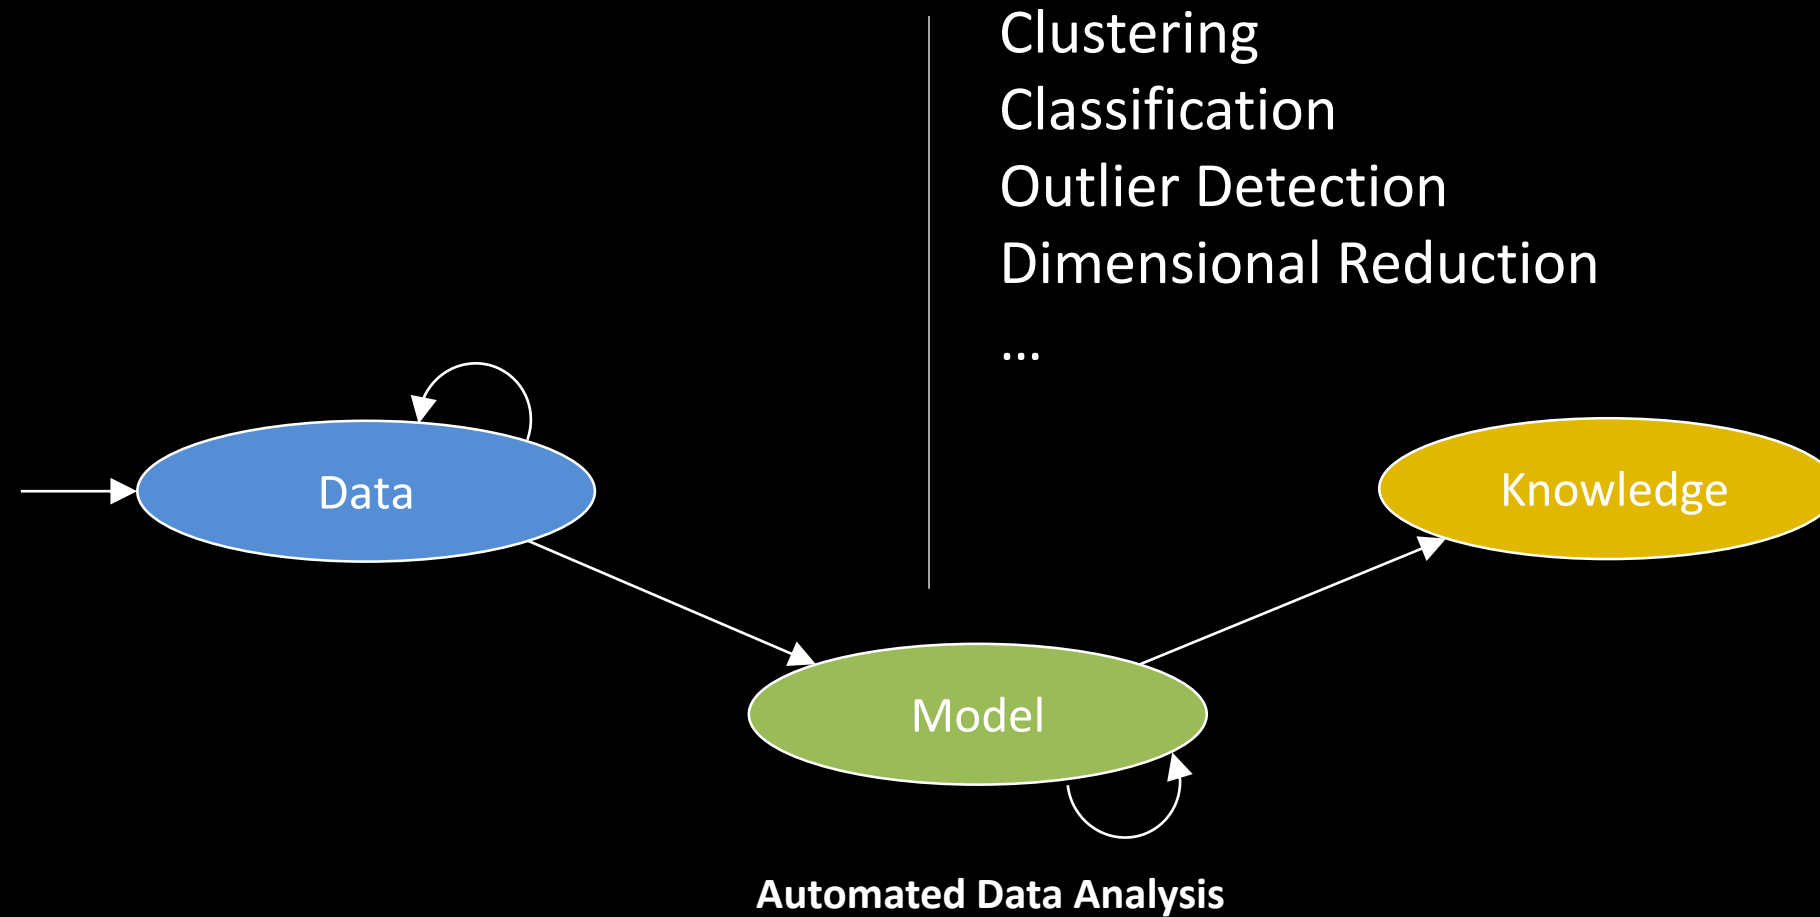 Clustering
Classification
Outlier Detection
Dimensional Reduction
...
Data
Knowledge
Model
Automated Data Analysis